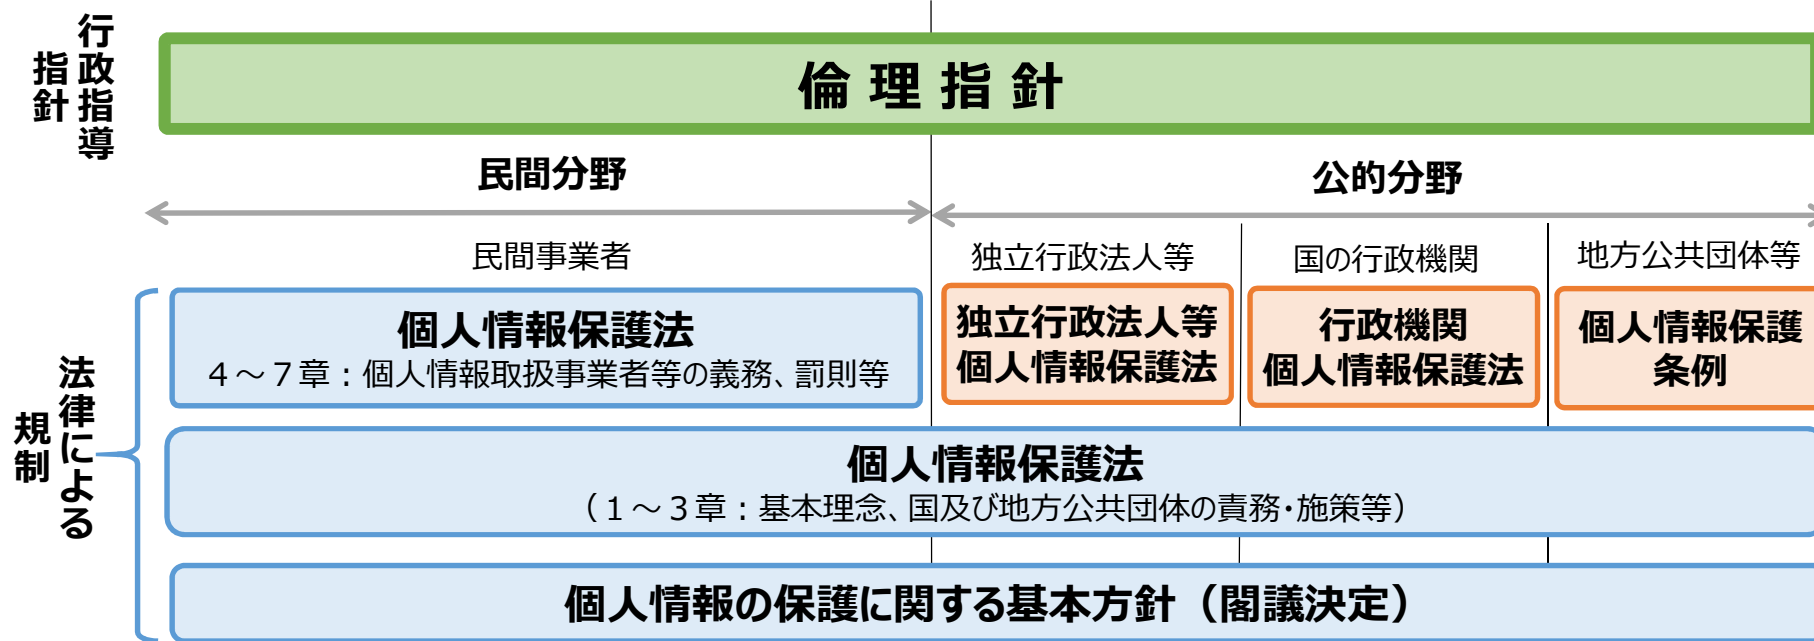 行政指導
指針
倫理指針
民間分野
公的分野
民間事業者
独立行政法人等
国の行政機関
地方公共団体等
法律による
規制
個人情報保護法
４～７章：個人情報取扱事業者等の義務、罰則等
独立行政法人等
個人情報保護法
行政機関
個人情報保護法
個人情報保護
条例
個人情報保護法
（１～３章：基本理念、国及び地方公共団体の責務・施策等）
個人情報の保護に関する基本方針（閣議決定）